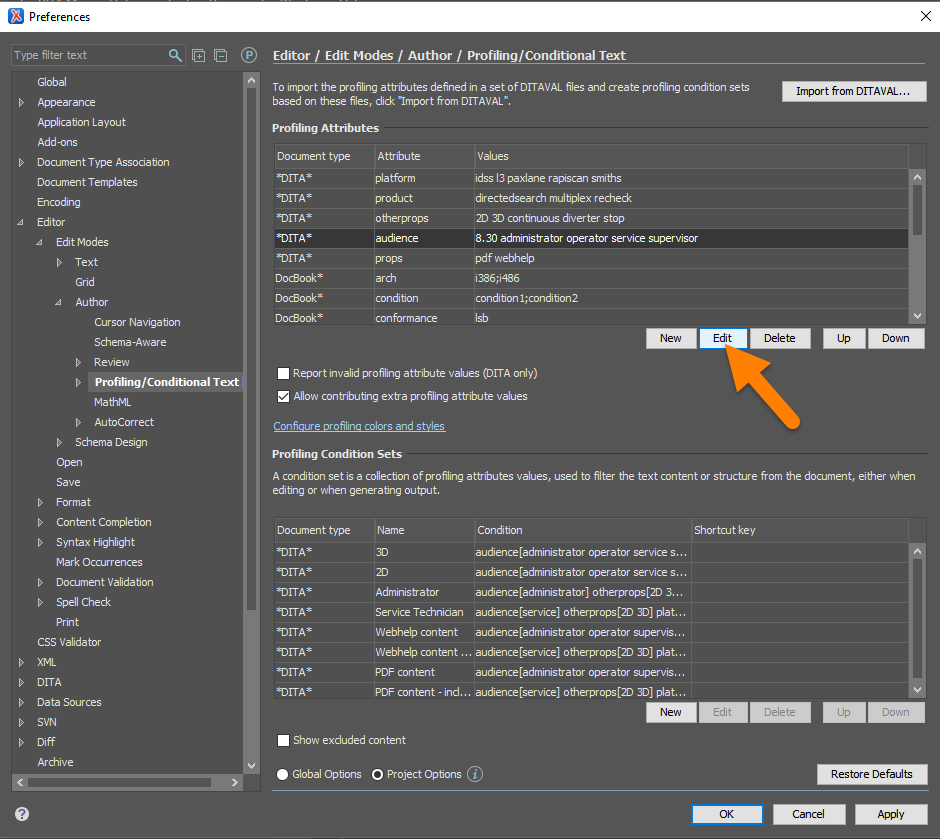 Preferences
Type filter text
P
Global
Appearance
Application Layout
Add-ons
Document Type Association
Document Templates
Encoding
Editor
Edit Modes
Text
Grid
Author
Cursor Navigation
Schema-Aware
Review
Profiling/Conditional Text
MathML
AutoCorrect
Schema Design
Open
Save
Format
Content Completion
Syntax Highlight
Mark Occurrences
Document Validation
Spell Check
Print
CSS Validator
XML
DITA
Data Sources
SVN
Diff
Archive
Editor / Edit Modes / Author / Profiling/Conditional Text
To import the profiling attributes defined in a set of DITAVAL files and create profiling condition sets
based on these files, click "Import from DITAVAL".
Import from DITAVAL...
Profiling Attributes
Document type Attribute Values
*DITA* platform idss l3 paxlane rapiscan smiths
*DITA* product directedsearch multiplex recheck
*DITA* otherprops 2D 3D continuous diverter stop
*DITA* audience 8.30 administrator operator service supervisor
*DITA* props pdf webhelp
DocBook* arch i386;i486
DocBook* condition condition1;condition2
DocBook* conformance lsb
New Edit Delete Up Down
Report invalid profiling attribute values (DITA only)
Allow contributing extra profiling attribute values
Configure profiling colors and styles
Profiling Condition Sets
A condition set is a collection of profiling attributes values, used to filter the text content or structure from the document, either when
editing or when generating output.
Document type Name Condition Shortcut key
*DITA* 3D audience[administrator operator service s...
*DITA* 2D audience[administrator operator service s...
*DITA* Administrator audience[administrator] otherprops[2D 3...
*DITA* Service Technician audience[service] otherprops[2D 3D] plat...
*DITA* Webhelp content audience[administrator operator supervis...
*DITA* Webhelp content ... audience[service] otherprops[2D 3D] plat...
*DITA* PDF content audience[administrator operator supervis...
*DITA* PDF content - incl... audience[service] otherprops[2D 3D] plat...
New Edit Delete Up Down
Show excluded content
Global Options Project Options i
Restore Defaults
?
OK Cancel Apply